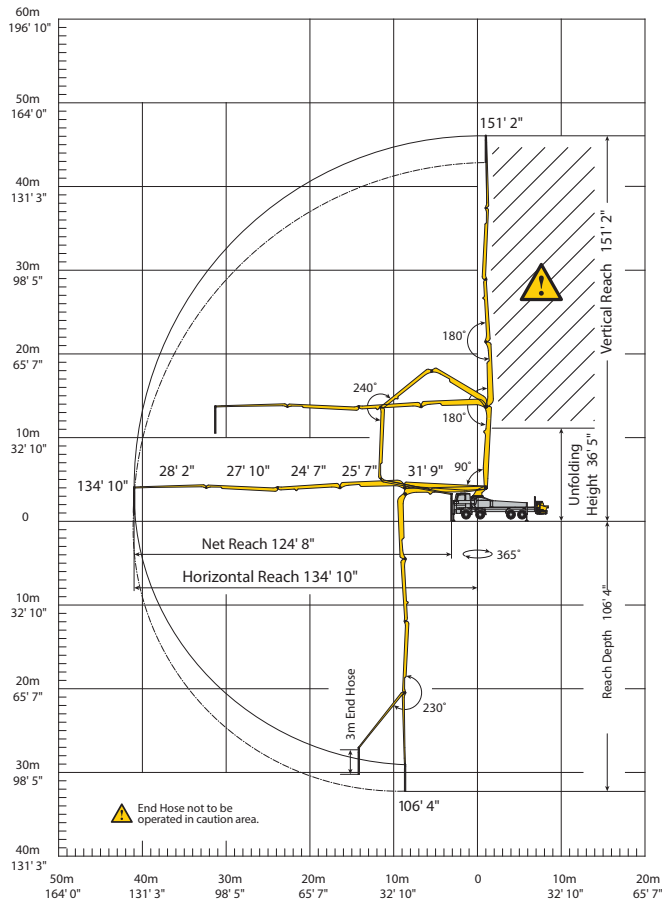 60m
196' 10"
50m
164' 0"
151' 2"
40m
131' 3"
30m
98' 5"
Vertical Reach 151' 2"
180°
20m
65' 7"
240°
180°
10m
32' 10"
Unfolding
Height 36' 5"
28' 2" 27' 10" 24' 7" 25' 7" 31' 9" 90°
134' 10"
0
Net Reach 124' 8"
365°
Horizontal Reach 134' 10"
10m
32' 10"
Reach Depth 106' 4"
20m
65' 7"
230°
3m End Hose
30m
98' 5"
106' 4"
End Hose not to be
operated in caution area.
40m
131' 3"
50m 40m 30m 20m 10m 0 10m 20m
164' 0" 131' 3" 98' 5" 65' 7" 32' 10" 32' 10" 65' 7"